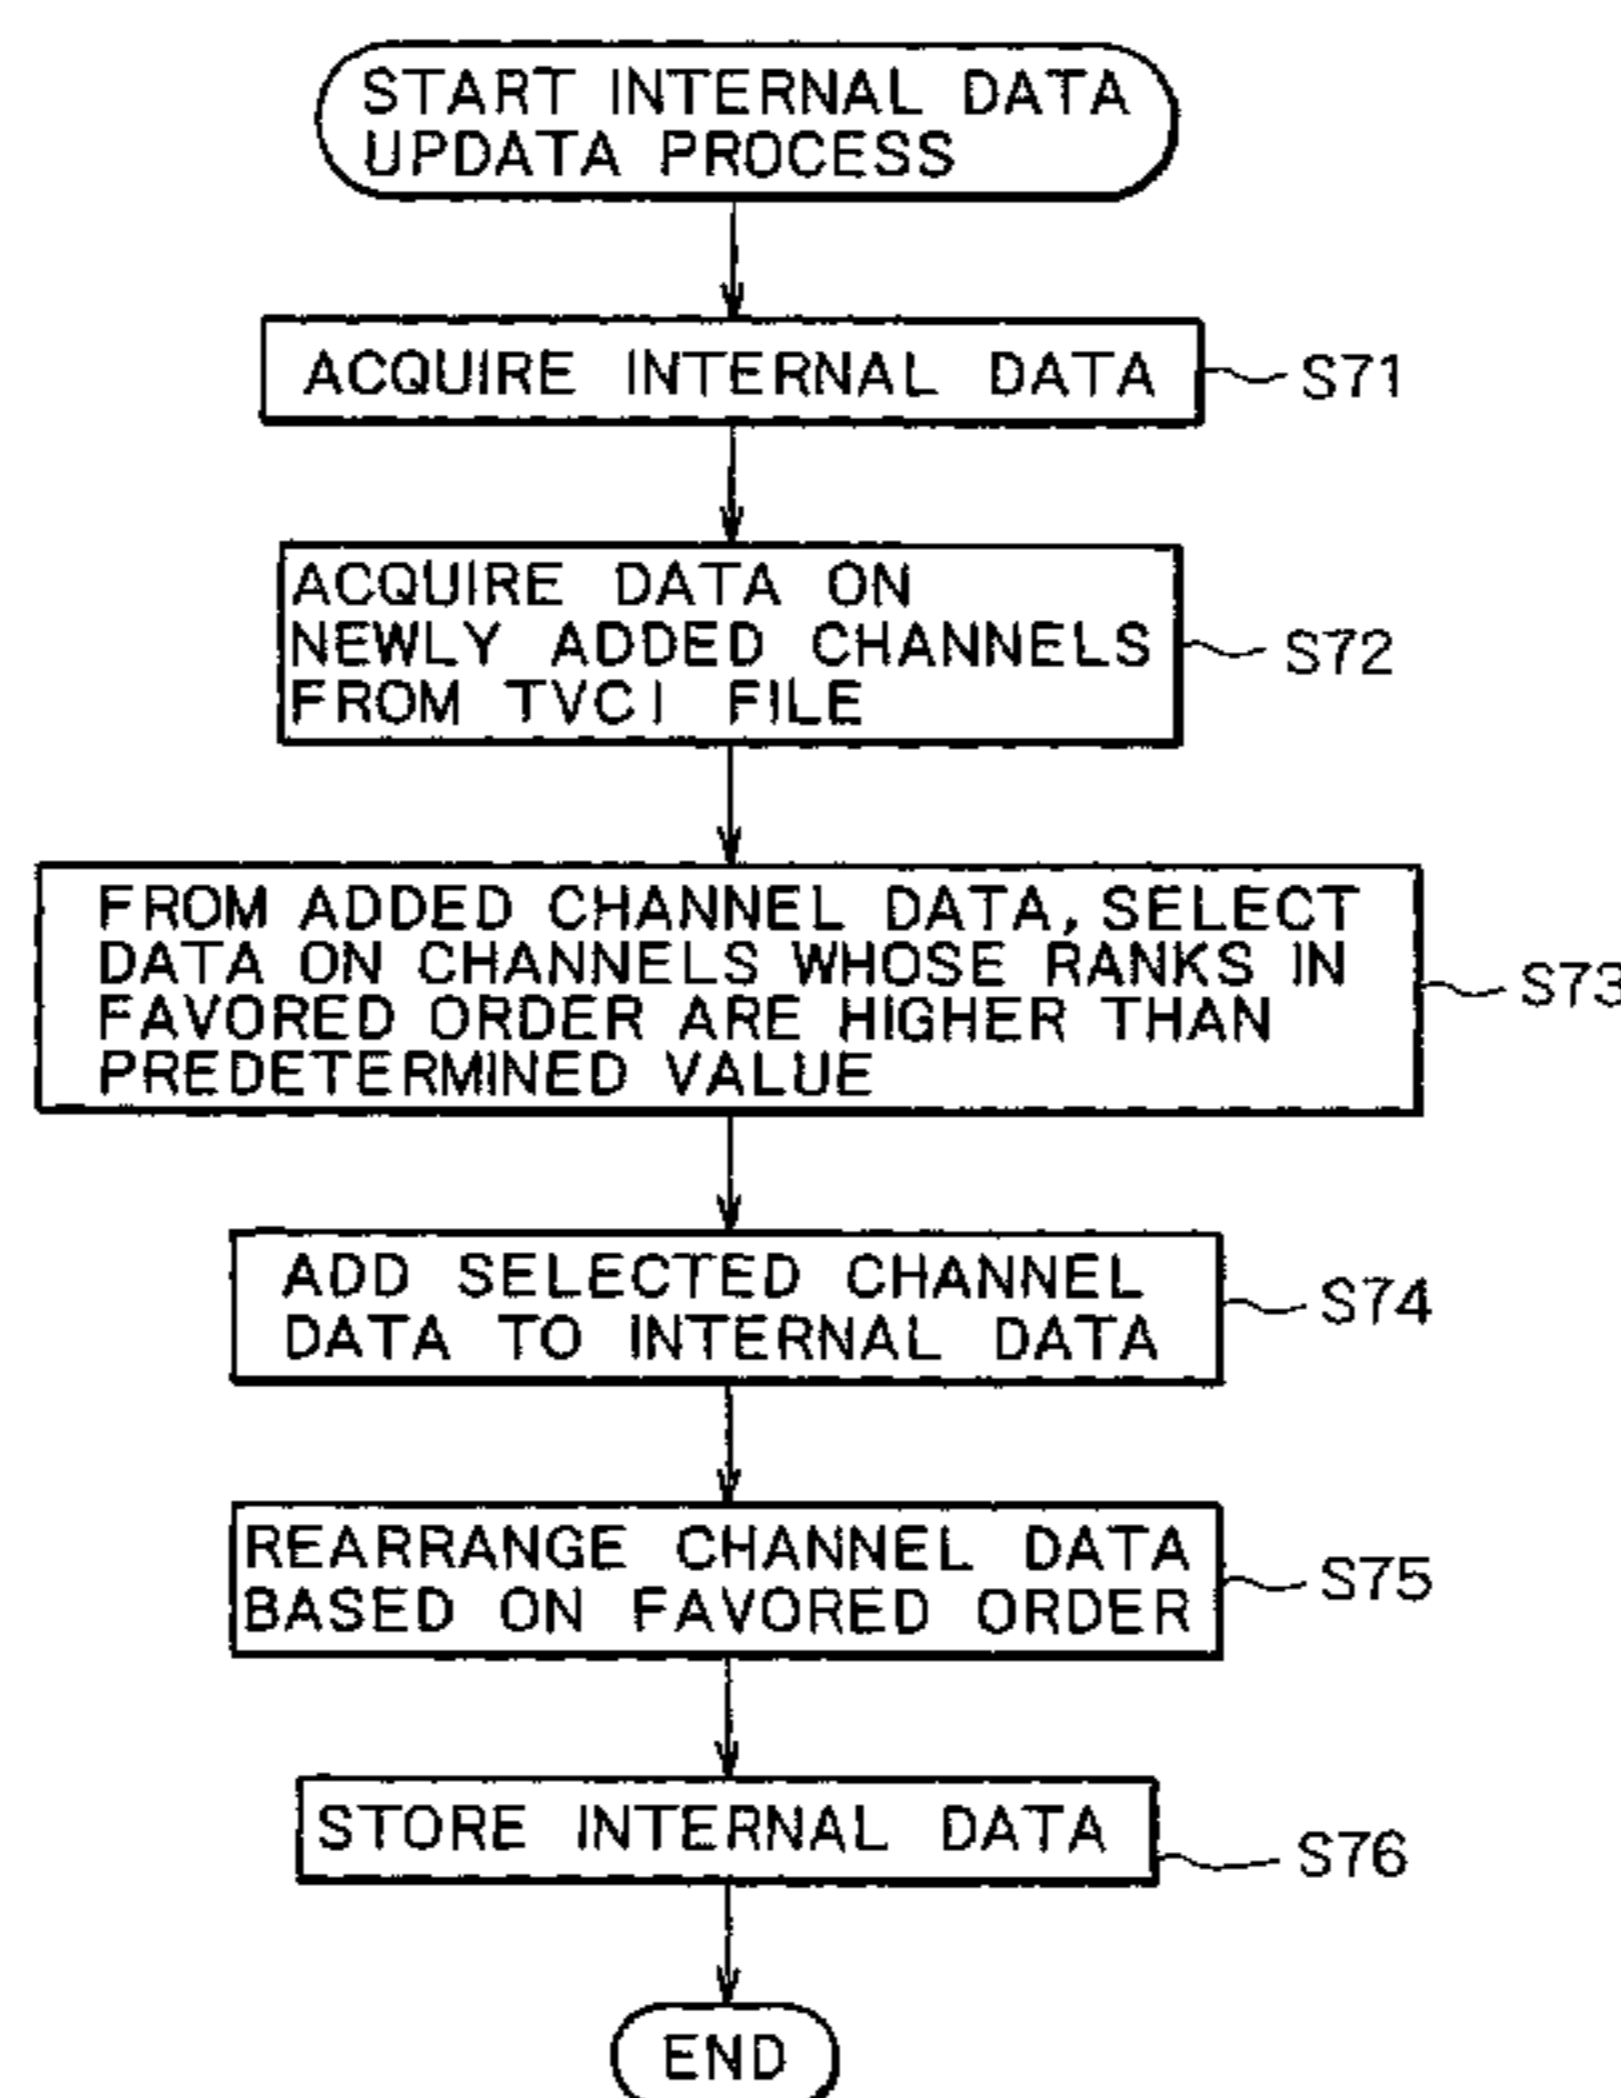 START INTERNAL DATA
UPDATA PROCESS
ACQUIRE INTERNAL DATA
S71
ACQUIRE DATA ON
NEWLY ADDED CHANNELS
FROM TVCI FILE
S72
FROM ADDED CHANNEL DATA, SELECT
DATA ON CHANNELS WHOSE RANKS IN
FAVORED ORDER ARE HIGHER THAN
PREDETERMINED VALUE
S73
ADD SELECTED CHANNEL
DATA TO INTERNAL DATA
S74
REARRANGE CHANNEL DATA
BASED ON FAVORED ORDER
S75
STORE INTERNAL DATA
S76
END